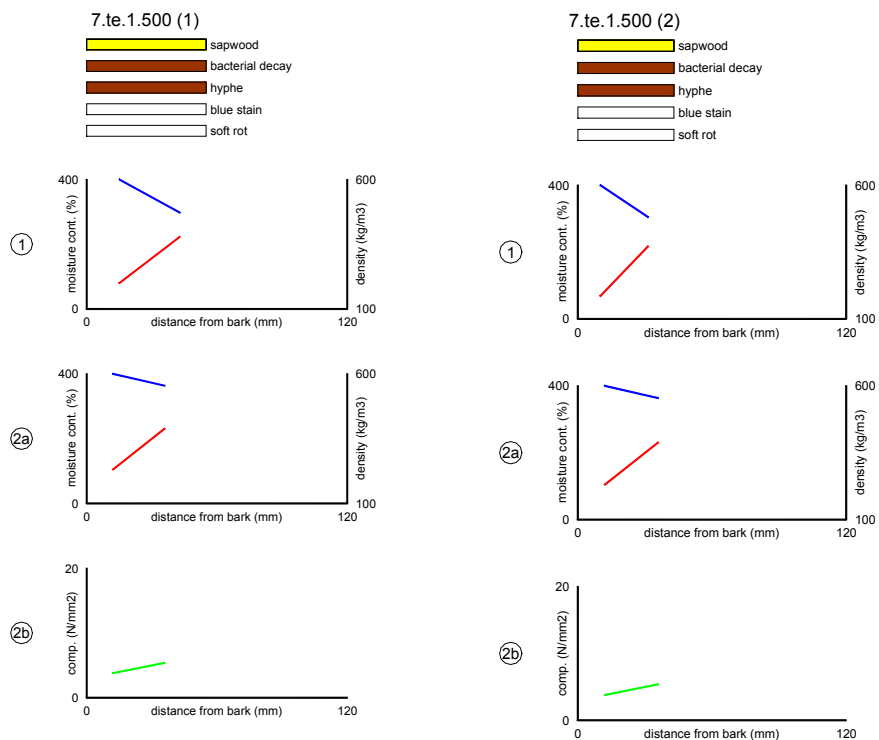 7.te.1.500 (1)
sapwood
bacterial decay
hyphe
blue stain
soft rot
1
400
moisture cont. (%)
0
600
density (kg/m3)
100
0
distance from bark (mm)
120
2a
400
moisture cont. (%)
0
600
density (kg/m3)
100
0
distance from bark (mm)
120
2b
20
comp. (N/mm2)
0
0
distance from bark (mm)
120
7.te.1.500 (2)
sapwood
bacterial decay
hyphe
blue stain
soft rot
1
400
moisture cont. (%)
0
600
density (kg/m3)
100
0
distance from bark (mm)
120
2a
400
moisture cont. (%)
0
600
density (kg/m3)
100
0
distance from bark (mm)
120
2b
20
comp. (N/mm2)
0
0
distance from bark (mm)
120